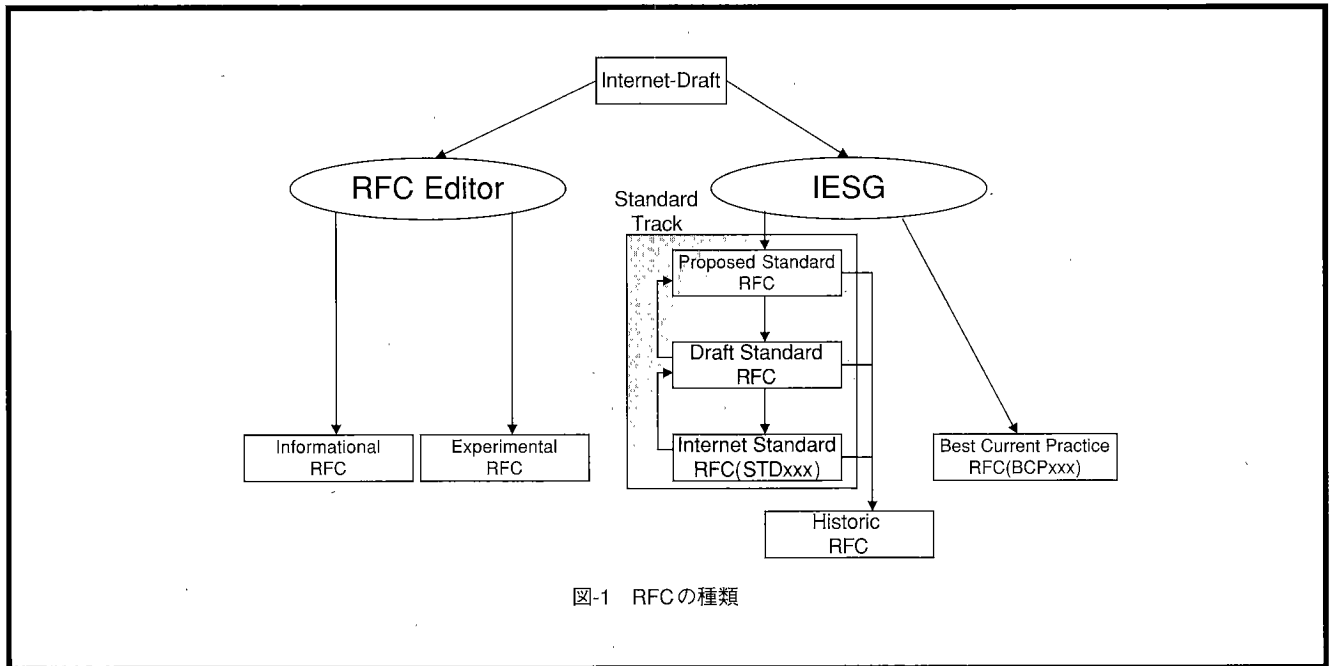 Internet-Draft
RFC Editor
IESG
Standard
Track
Proposed Standard
RFC
Draft Standard
RFC
Internet Standard
RFC(STDxxx)
Informational
RFC
Experimental
RFC
Best Current Practice
RFC(BCPxxx)
Historic
RFC
図-1 RFCの種類